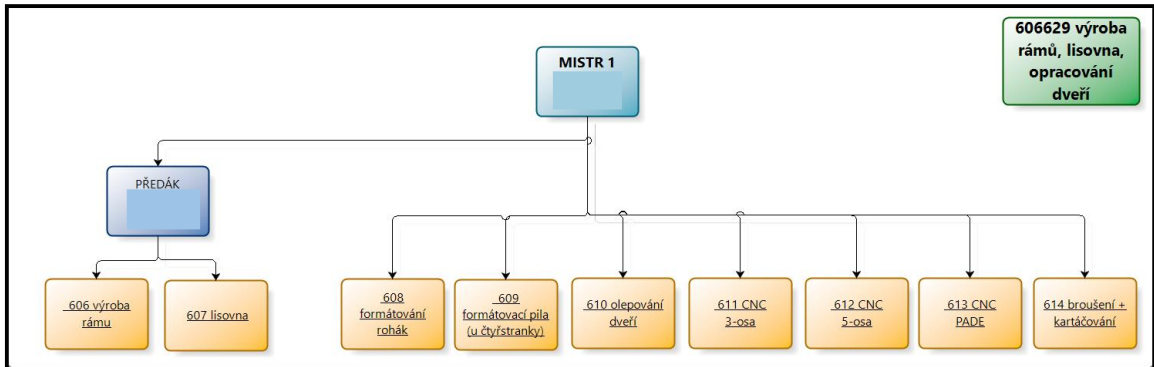 606629 výroba
rámů, lisovna,
opracování
dveří
MISTR 1
PŘEDÁK
606 výroba
rámu
607 lisovna
608
formátování
rohák
609
formátovací pila
(u čtyřstranky)
610 olepování
dveří
611 CNC
3-osa
612 CNC
5-osa
613 CNC
PADE
614 broušení +
kartáčování